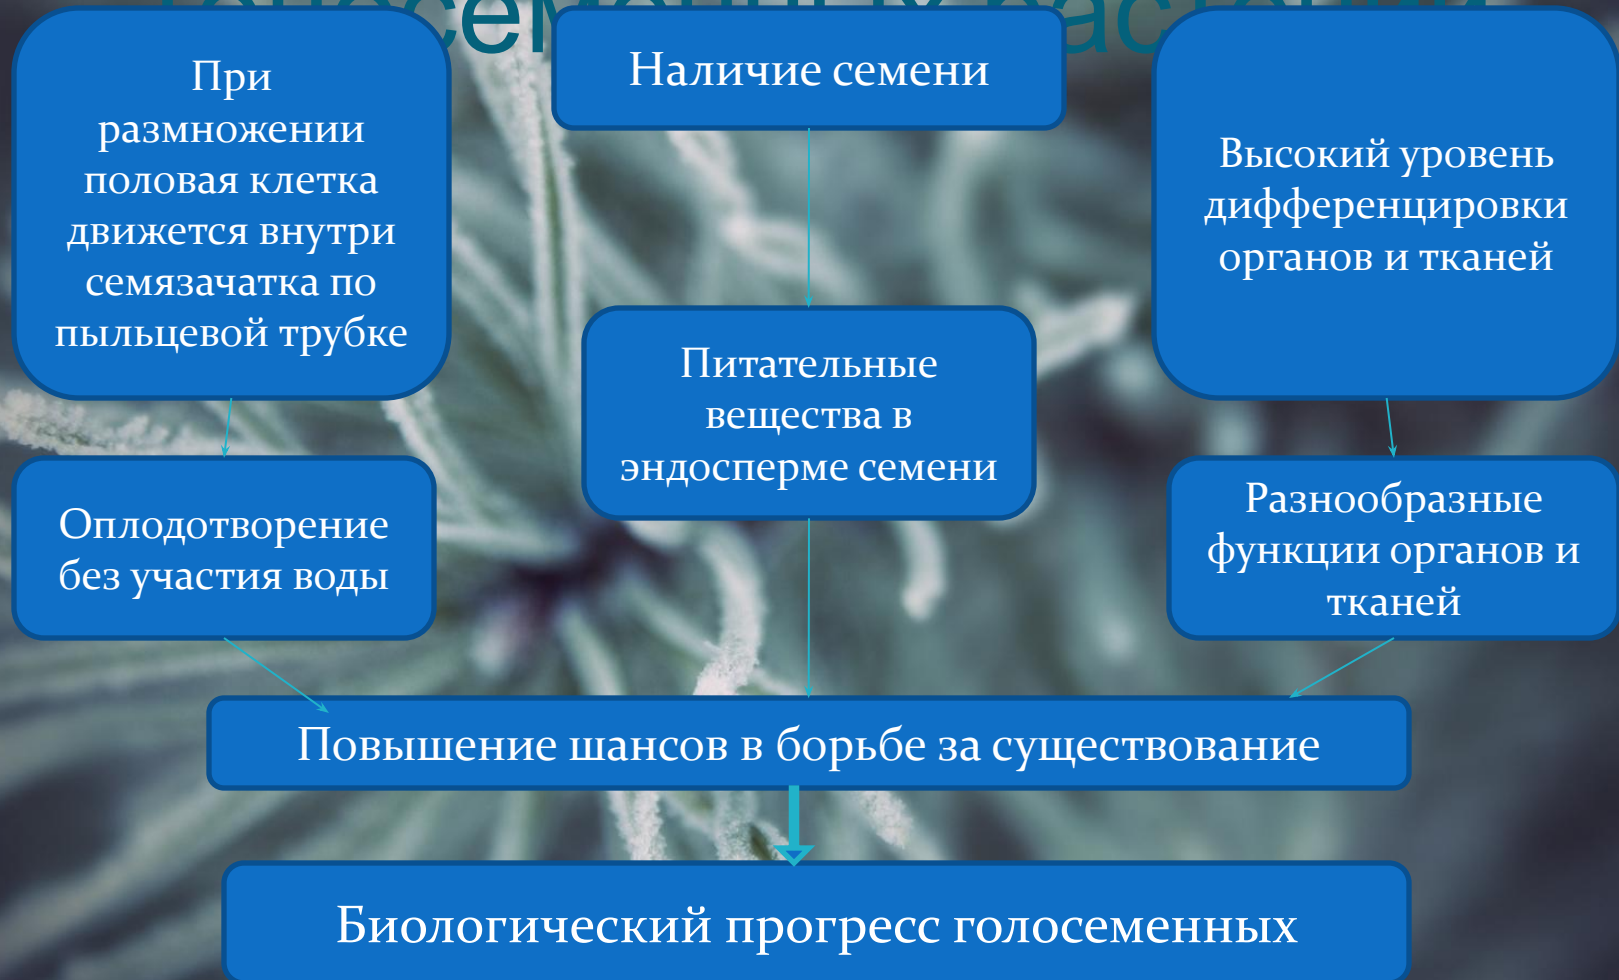 При
размножении
половая клетка
движется внутри
семязачатка по
пыльцевой трубке
Наличие семени
Высокий уровень
дифференцировки
органов и тканей
Питательные
вещества в
эндосперме семени
Оплодотворение
без участия воды
Разнообразные
функции органов и
тканей
Повышение шансов в борьбе за существование
Биологический прогресс голосеменных